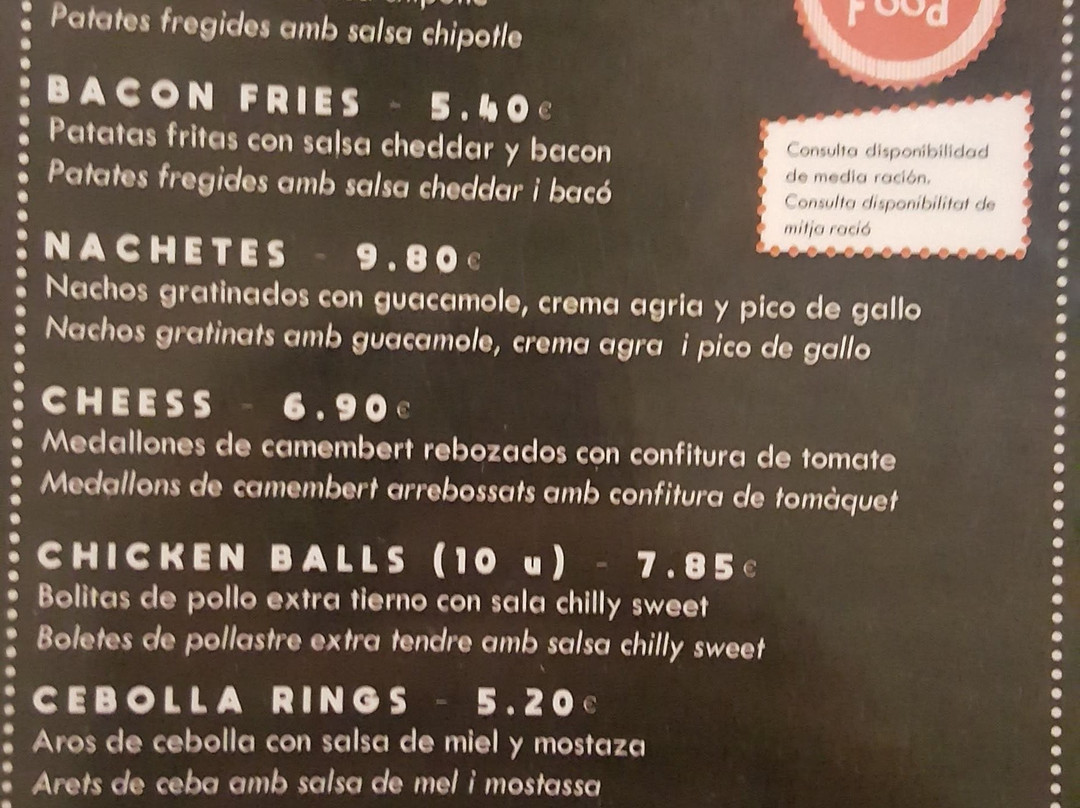 Patates fregides amb salsa chipotle
Food
BACON FRIES - 5.40€
Patatas fritas con salsa cheddar y bacon
Patates fregides amb salsa cheddar i bacó
Consulta disponibilidad
de media ración.
Consulta disponibilitat de
mitja ració
NACHETES - 9.80€
Nachos gratinados con guacamole, crema agria y pico de gallo
Nachos gratinats amb guacamole, crema agra i pico de gallo
CHEESS - 6.90€
Medallones de camembert rebozados con confitura de tomate
Medallons de camembert arrebossats amb confitura de tomàquet
CHICKEN BALLS (10 u) - 7.85€
Bolitas de pollo extra tierno con sala chilly sweet
Boletes de pollastre extra tendre amb salsa chilly sweet
CEBOLLA RINGS - 5.20€
Aros de cebolla con salsa de miel y mostaza
Arets de ceba amb salsa de mel i mostassa